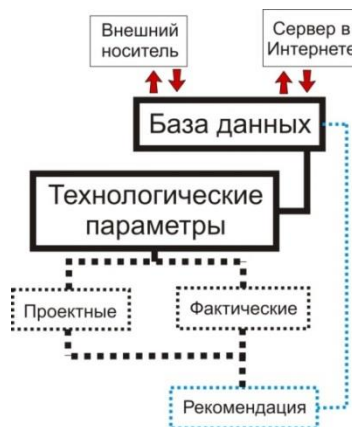 Внешний
носитель
Сервер в
Интернете
База данных
Технологические
параметры
Проектные
Фактические
Рекомендация